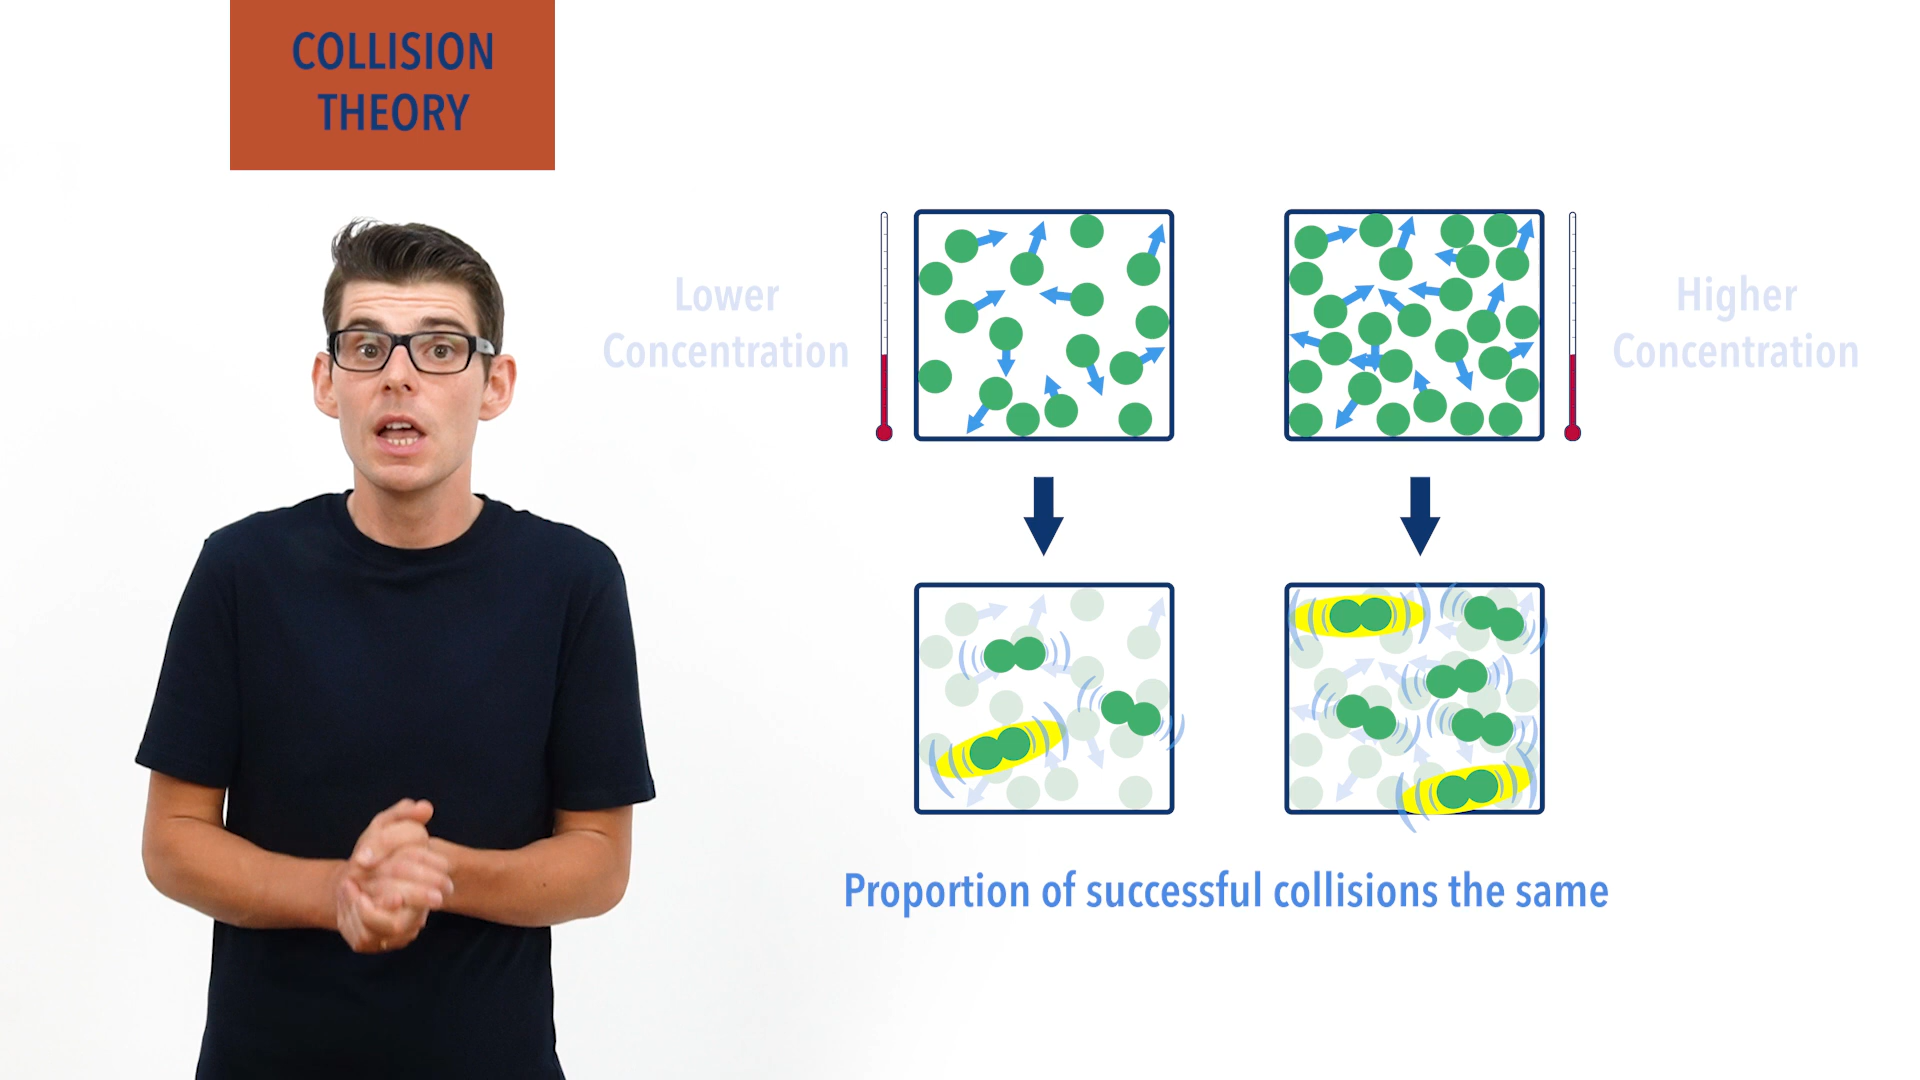 COLLISION
THEORY
Lower
Concentration
Higher
Concentration
Proportion of successful collisions the same